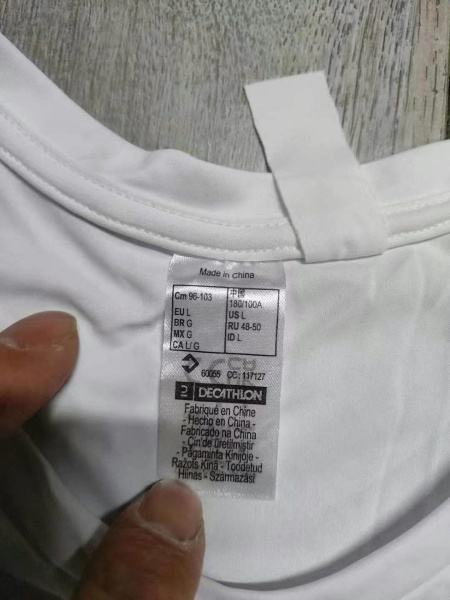 Made in China
Cm 96-103
EU L
BR G
MX G
CA L/ G
中國
180/100A
US L
RU 48-50
ID L
60055 CC: 117127
DECATHLON
Fabriqué en Chine
- Hecho en China -
Fabricado na China
- Çin'de üretilmiştir
- Pagaminta Kinijoje -
Ražots Ķīnā - Toodetud
Hiinas - Származási